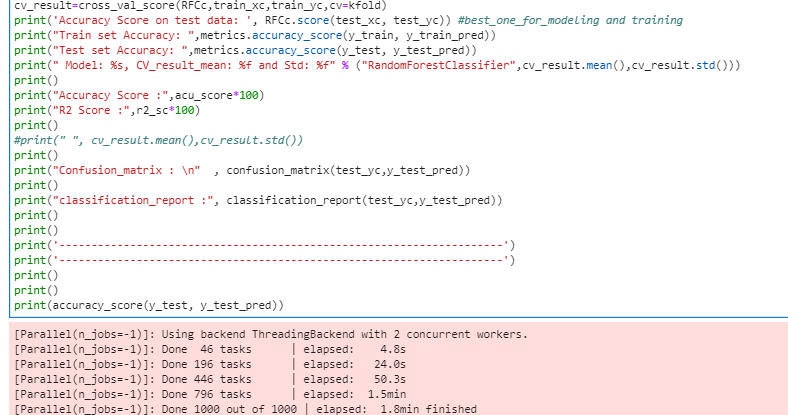 cv_result=cross_val_score(RFCc,train_xc,train_yc,cv=kfold)
print('Accuracy Score on test data: ', RFCc.score(test_xc, test_yc)) #best_one_for_modeling and training
print("Train set Accuracy: ",metrics.accuracy_score(y_train, y_train_pred))
print("Test set Accuracy: ",metrics.accuracy_score(y_test, y_test_pred))
print(" Model: %s, CV_result_mean: %f and Std: %f" % ("RandomForestClassifier",cv_result.mean(),cv_result.std()))
print()
print("Accuracy Score :",acu_score*100)
print("R2 Score :",r2_sc*100)
print()
#print(" ", cv_result.mean(),cv_result.std())
print()
print("Confusion_matrix : \n"  , confusion_matrix(test_yc,y_test_pred))
print()
print("classification_report :", classification_report(test_yc,y_test_pred))
print()
print()
print('---------------------------------------------------------------------')
print('---------------------------------------------------------------------')
print()
print()
print(accuracy_score(y_test, y_test_pred))
[Parallel(n_jobs=-1)]: Using backend ThreadingBackend with 2 concurrent workers.
[Parallel(n_jobs=-1)]: Done  46 tasks      | elapsed:    4.8s
[Parallel(n_jobs=-1)]: Done 196 tasks      | elapsed:   24.0s
[Parallel(n_jobs=-1)]: Done 446 tasks      | elapsed:   50.3s
[Parallel(n_jobs=-1)]: Done 796 tasks      | elapsed:  1.5min
[Parallel(n_jobs=-1)]: Done 1000 out of 1000 | elapsed:  1.8min finished